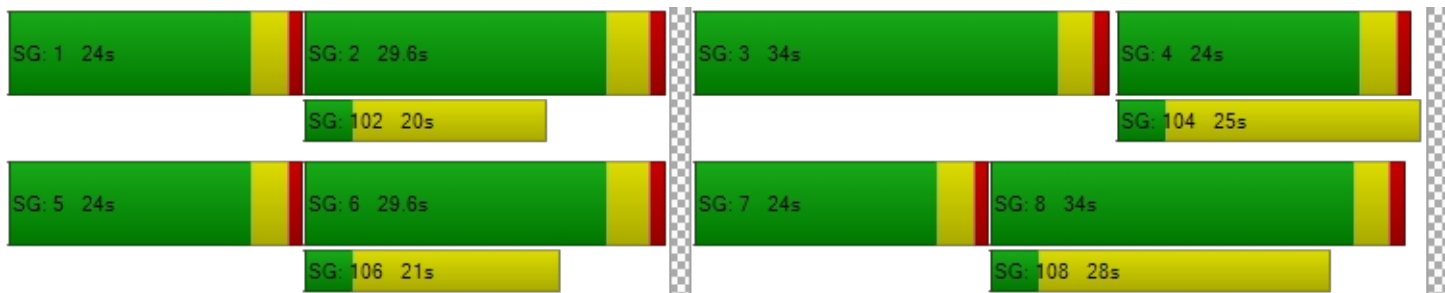 SG: 1 24s
SG: 2 29.6s
SG: 3 34s
SG: 4 24s
SG: 102 20s
SG: 104 25s
SG: 5 24s
SG: 6 29.6s
SG: 7 24s
SG: 8 34s
SG: 106 21s
SG: 108 28s